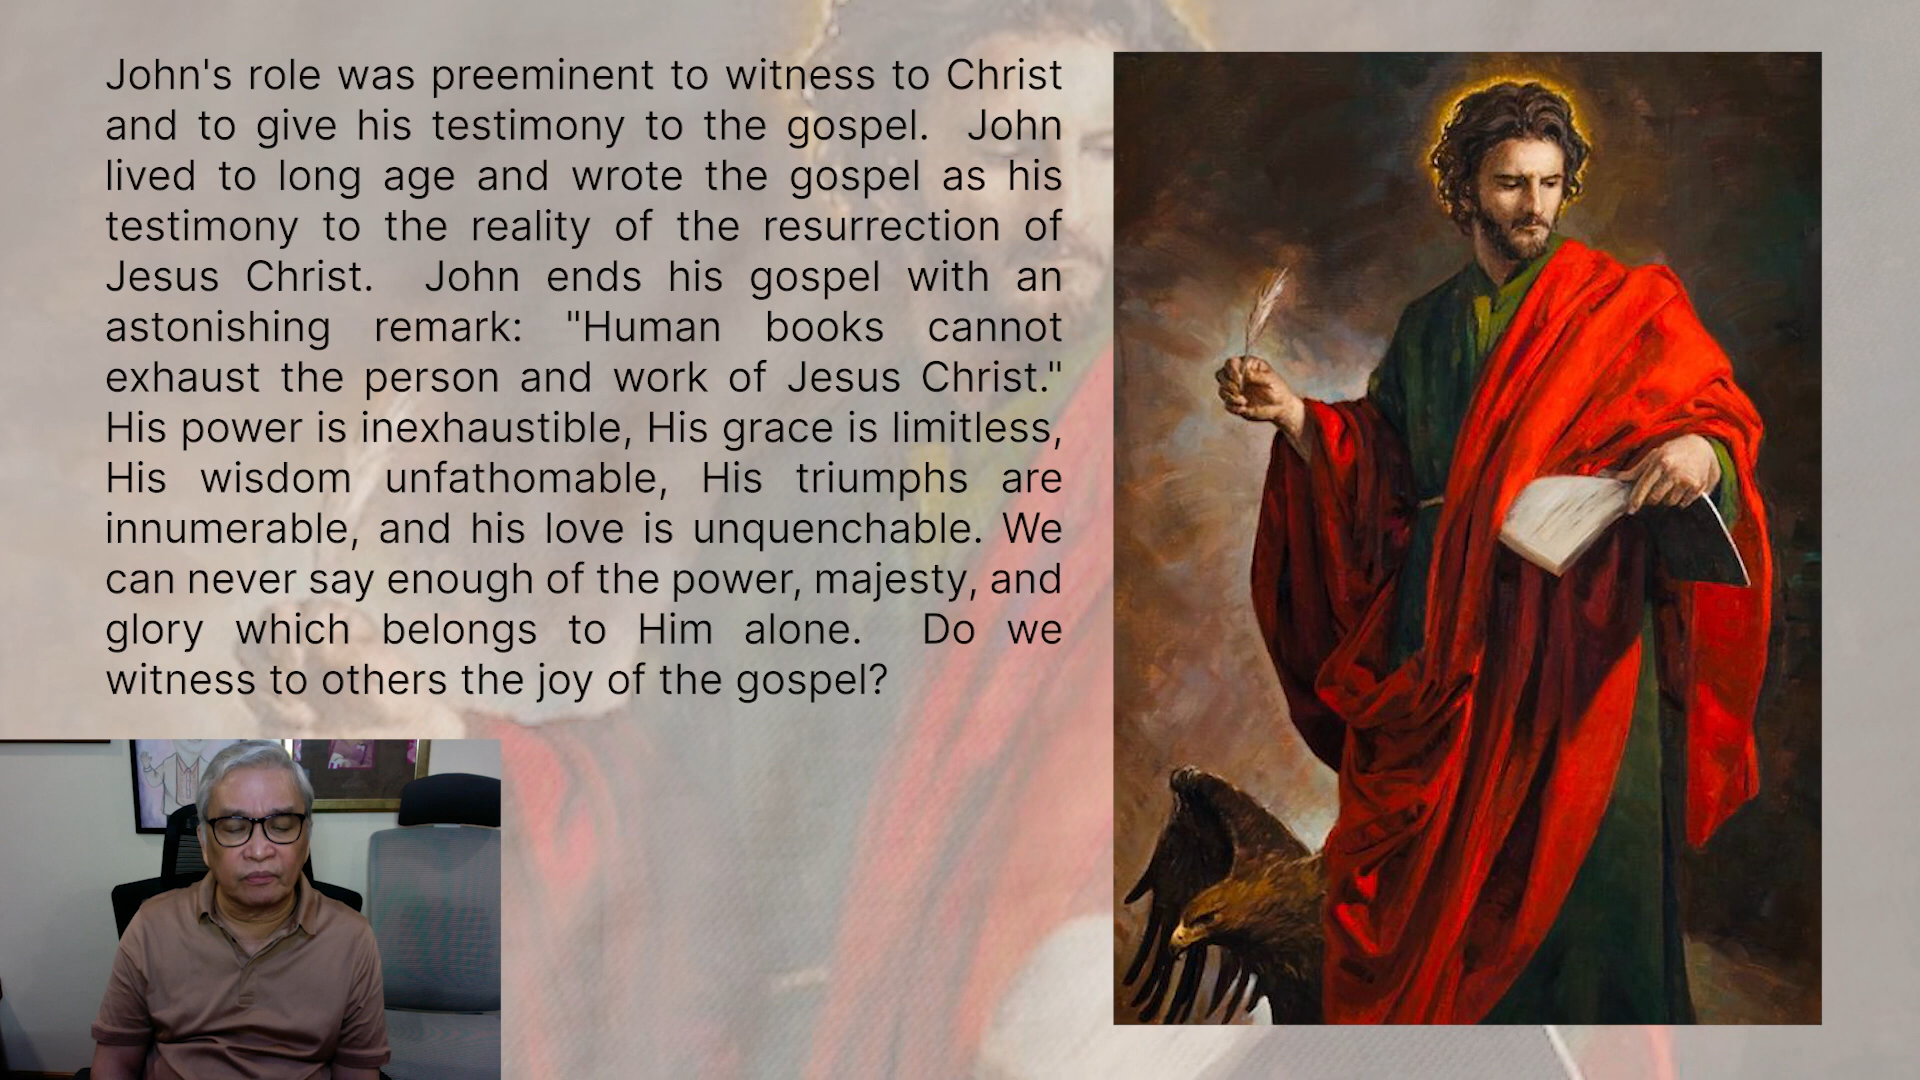 John's role was preeminent to witness to Christ
and to give his testimony to the gospel.  John
lived to long age and wrote the gospel as his
testimony to the reality of the resurrection of
Jesus Christ.  John ends his gospel with an
astonishing remark: "Human books cannot
exhaust the person and work of Jesus Christ."
His power is inexhaustible, His grace is limitless,
His wisdom unfathomable, His triumphs are
innumerable, and his love is unquenchable. We
can never say enough of the power, majesty, and
glory which belongs to Him alone.  Do we
witness to others the joy of the gospel?